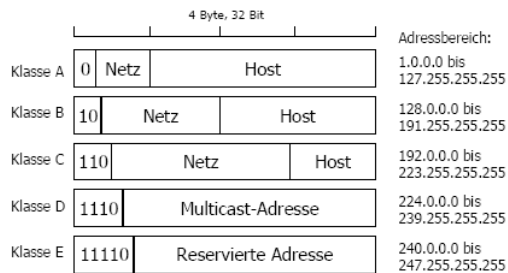 4 Byte, 32 Bit
Adressbereich:
Klasse A 0 Netz Host 1.0.0.0 bis
127.255.255.255
Klasse B 10 Netz Host 128.0.0.0 bis
191.255.255.255
Klasse C 110 Netz Host 192.0.0.0 bis
223.255.255.255
Klasse D 1110 Multicast-Adresse 224.0.0.0 bis
239.255.255.255
Klasse E 11110 Reservierte Adresse 240.0.0.0 bis
247.255.255.255